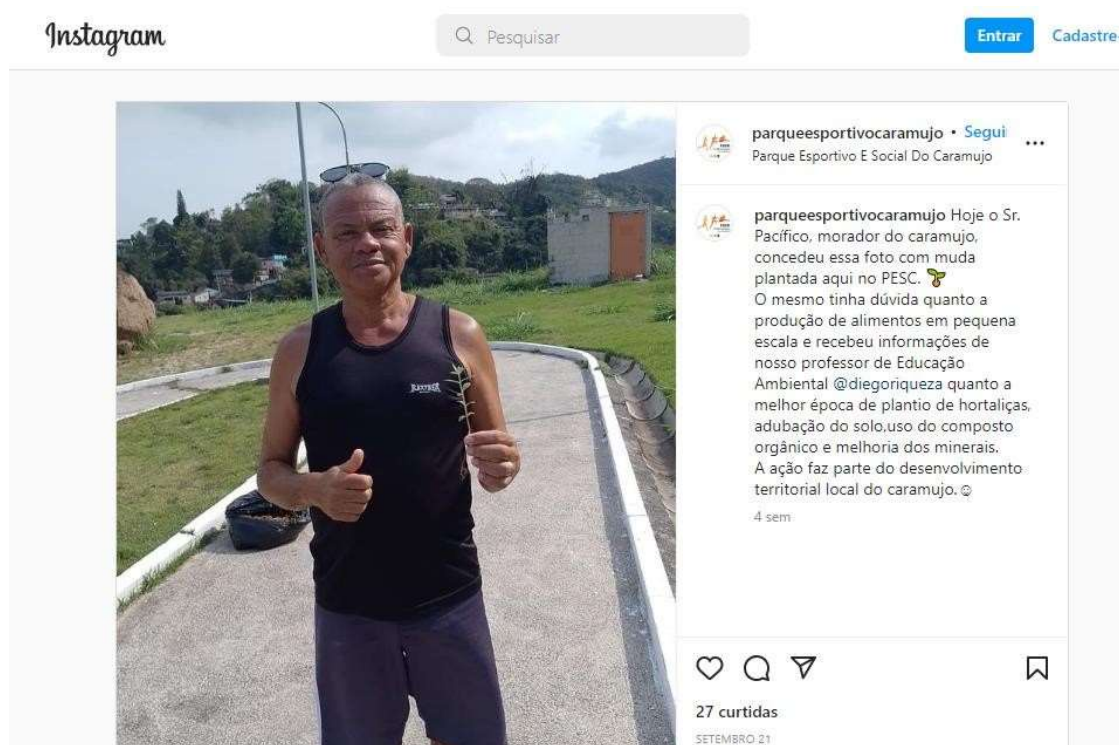 Instagram
Pesquisar
Entrar
Cadastre
parqueesportivocaramujo • Segui
Parque Esportivo E Social Do Caramujo
parqueesportivocaramujo Hoje o Sr.
Pacífico, morador do caramujo,
concedeu essa foto com muda
plantada aqui no PESC. 🌱
O mesmo tinha dúvida quanto a
produção de alimentos em pequena
escala e recebeu informações de
nosso professor de Educação
Ambiental @diegoriqueza quanto a
melhor época de plantio de hortaliças,
adubação do solo,uso do composto
orgânico e melhoria dos minerais.
A ação faz parte do desenvolvimento
territorial local do caramujo.☺
4 sem
27 curtidas
SETEMBRO 21